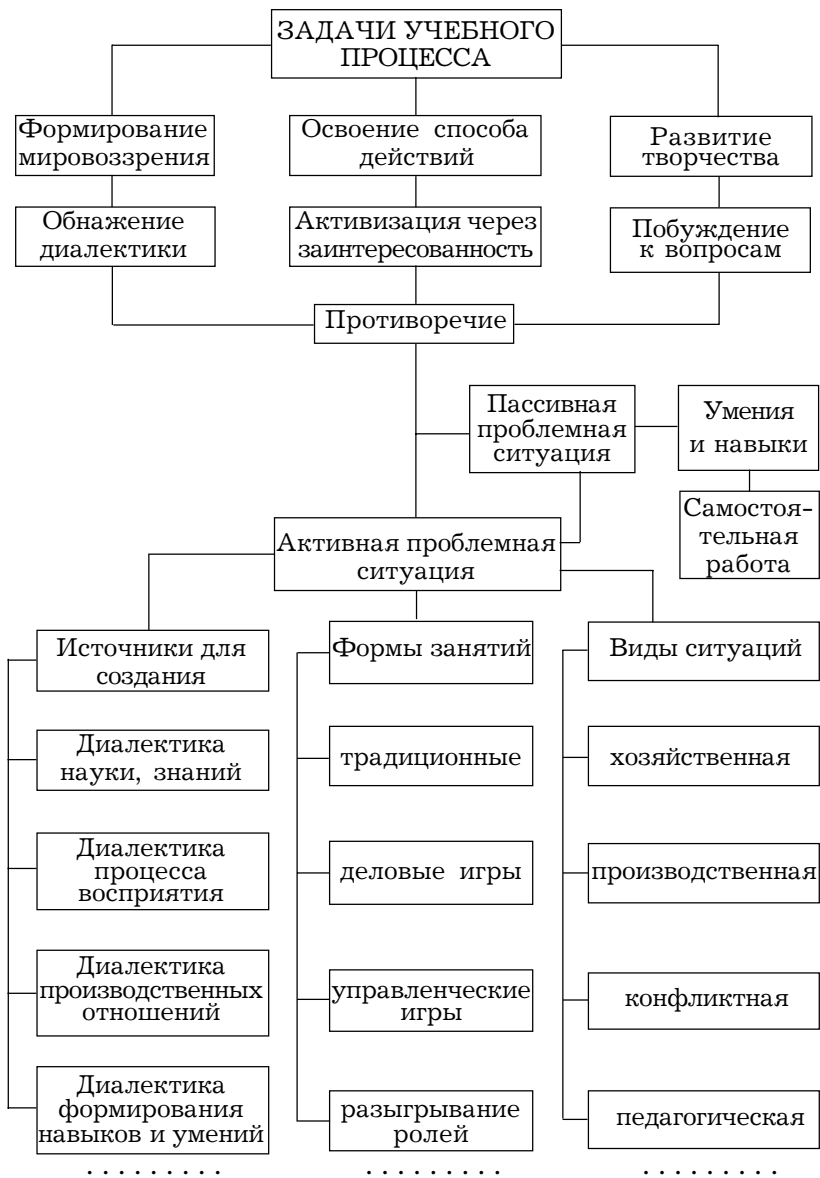 ЗАДАЧИ УЧЕБНОГО
ПРОЦЕССА
Формирование
мировоззрения
Освоение способа
действий
Развитие
творчества
Обнажение
диалектики
Активизация через
заинтересованность
Побуждение
к вопросам
Противоречие
Пассивная
проблемная
ситуация
Умения
и навыки
Самостоя-
тельная
работа
Активная проблемная
ситуация
Источники для
создания
Формы занятий
Виды ситуаций
Диалектика
науки, знаний
традиционные
хозяйственная
Диалектика
процесса
восприятия
деловые игры
производственная
Диалектика
производственных
отношений
управленческие
игры
конфликтная
Диалектика
формирования
навыков и умений
разыгрывание
ролей
педагогическая
. . . . . . . . .
. . . . . . . . .
. . . . . . . . .